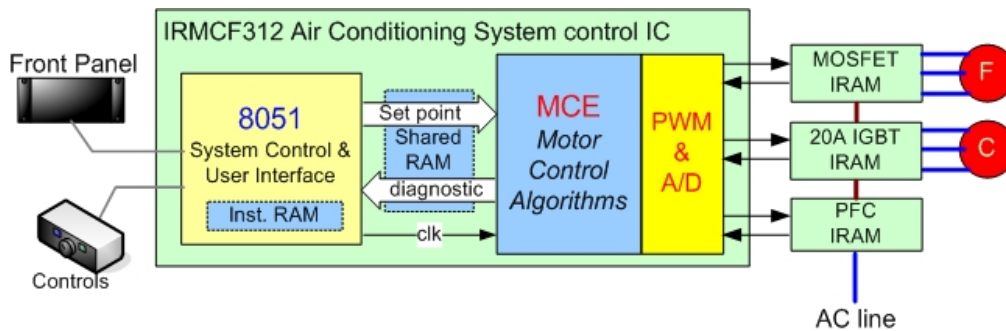 IRMCF312 Air Conditioning System control IC
Front Panel
Controls
8051
System Control &
User Interface
Inst. RAM
Set point
Shared
RAM
diagnostic
clk
MCE
Motor
Control
Algorithms
PWM
&
A/D
MOSFET
IRAM
F
20A IGBT
IRAM
C
PFC
IRAM
AC line